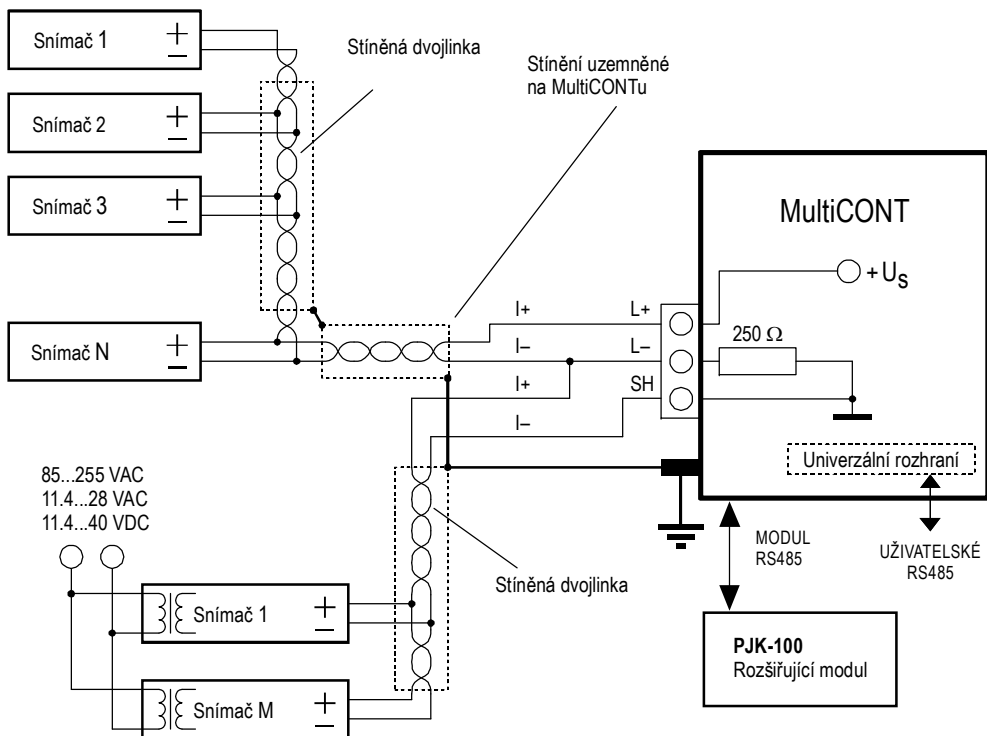 Snímač 1
+
–
Stíněná dvojlinka
Stínění uzemněné
na MultiCONTu
Snímač 2
+
–
Snímač 3
+
–
Snímač N
+
–
MultiCONT
+ U_S
I+
L+
I–
L–
250 Ω
I+
SH
I–
Univerzální rozhraní
85...255 VAC
11.4...28 VAC
11.4...40 VDC
MODUL
RS485
UŽIVATELSKÉ
RS485
Stíněná dvojlinka
Snímač 1
+
–
Snímač M
+
–
PJK-100
Rozšiřující modul